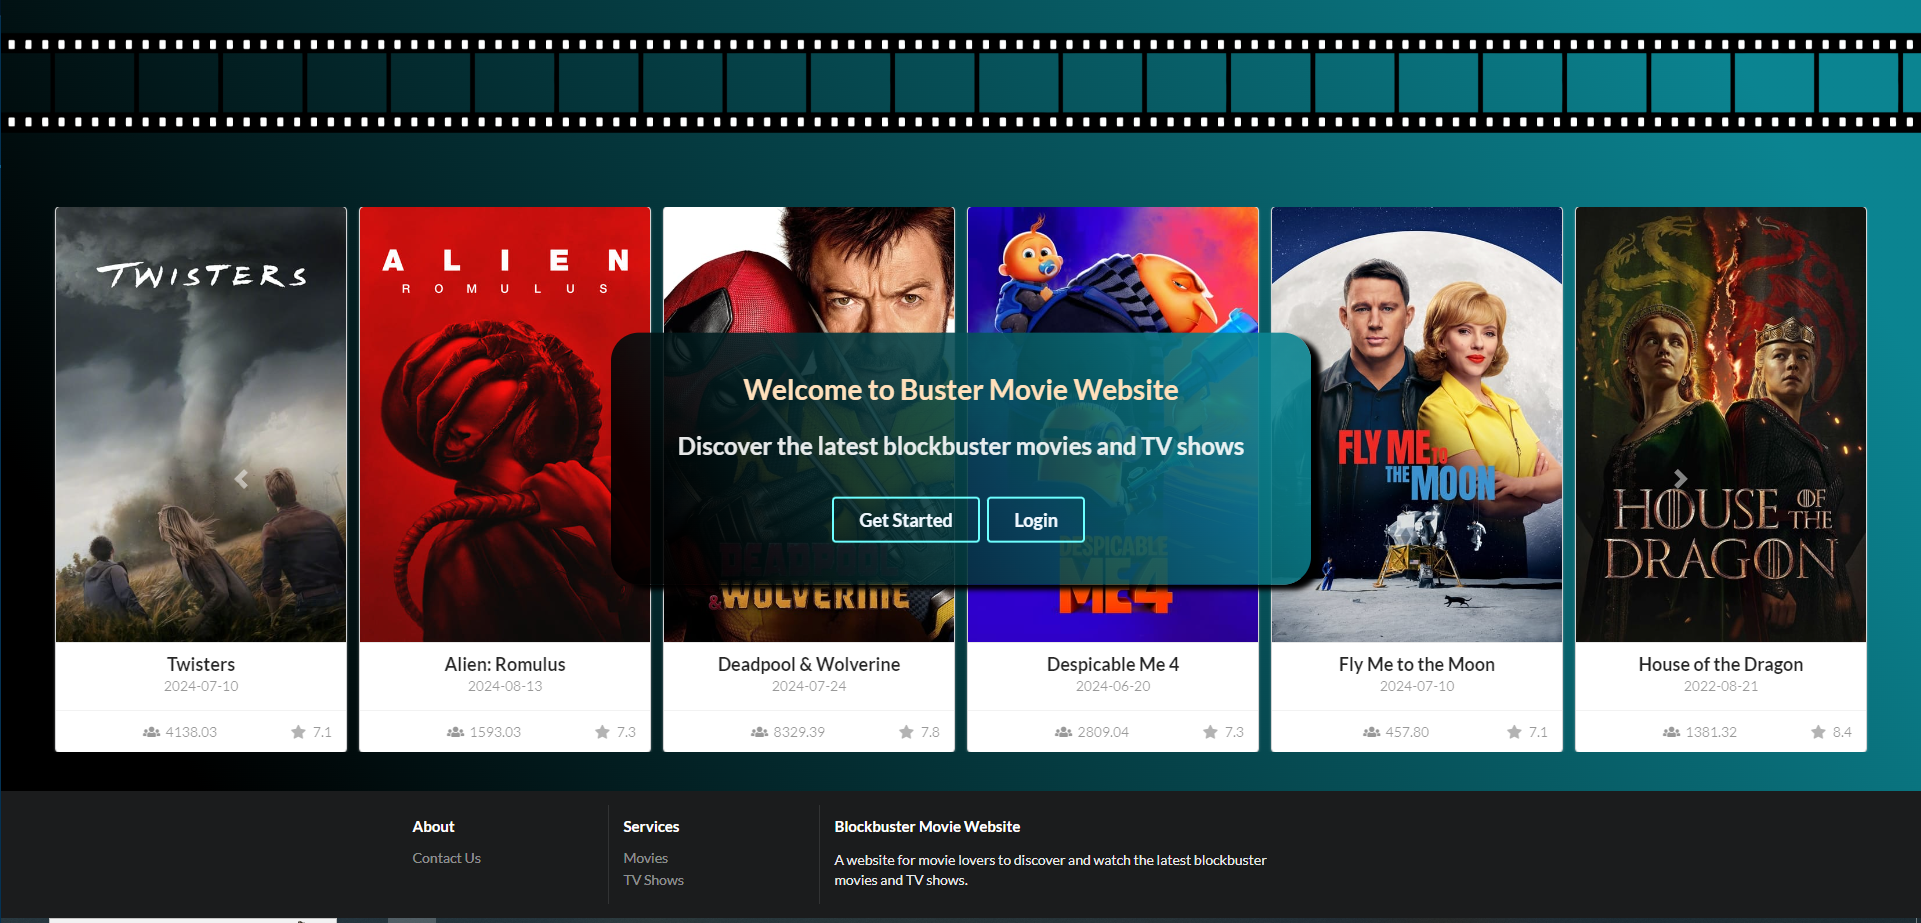 TWISTERS
ALIEN
ROMULUS
Welcome to Buster Movie Website
Discover the latest blockbuster movies and TV shows
Get Started
Login
DEADPOOL
& WOLVERINE
DESPICABLE
ME4
FLY ME TO
THE MOON
HOUSE OF THE
DRAGON
Twisters
2024-07-10
4138.03
7.1
Alien: Romulus
2024-08-13
1593.03
7.3
Deadpool & Wolverine
2024-07-24
8329.39
7.8
Despicable Me 4
2024-06-20
2809.04
7.3
Fly Me to the Moon
2024-07-10
457.80
7.1
House of the Dragon
2022-08-21
1381.32
8.4
About
Contact Us
Services
Movies
TV Shows
Blockbuster Movie Website
A website for movie lovers to discover and watch the latest blockbuster
movies and TV shows.